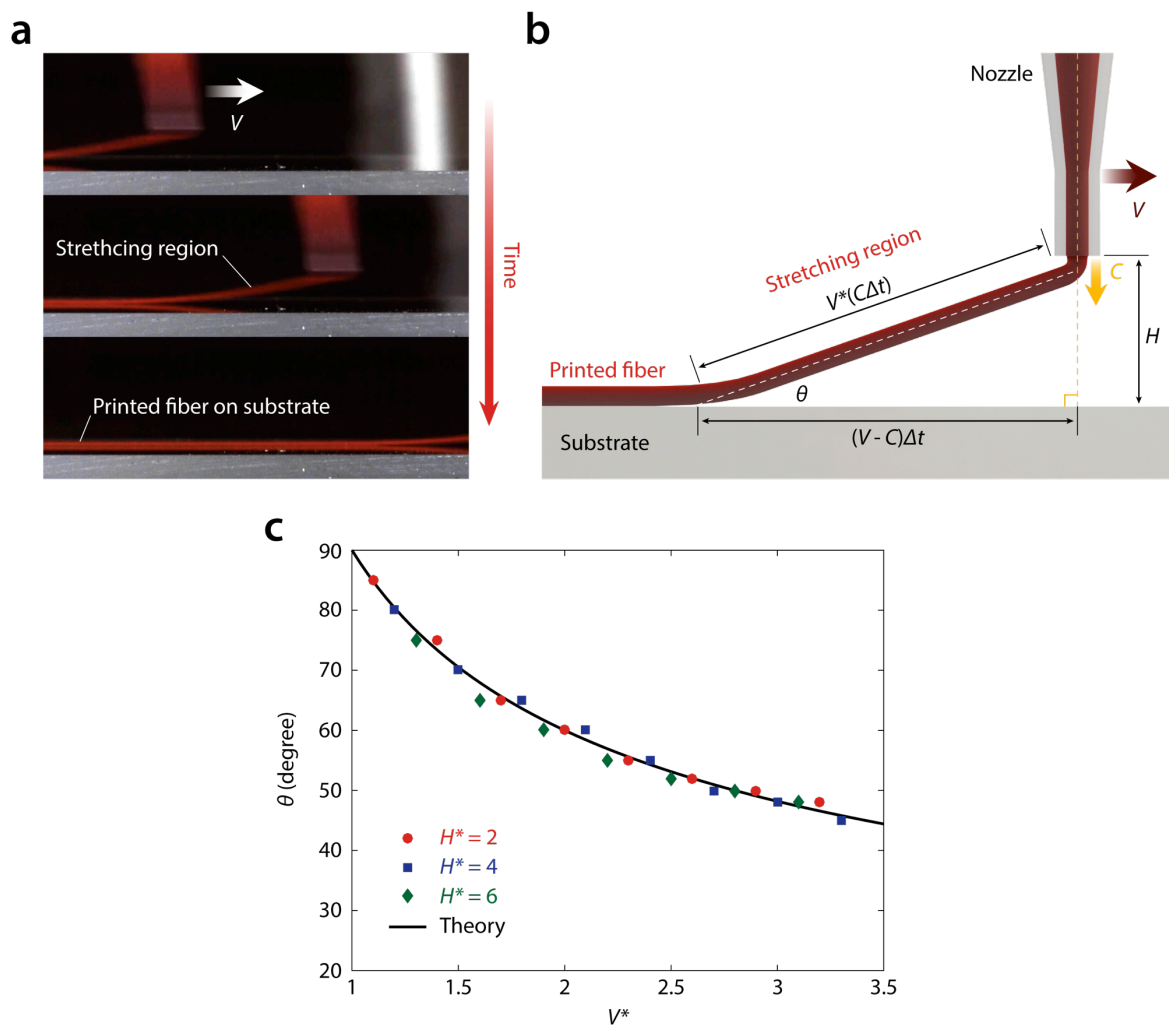 a
V
Strethcing region
Printed fiber on substrate
Time
b
Nozzle
V
C
Stretching region
V*(CΔt)
H
Printed fiber
θ
(V - C)Δt
Substrate
c
90
80
70
60
50
40
30
20
θ (degree)
H* = 2
H* = 4
H* = 6
Theory
1 1.5 2 2.5 3 3.5
V*